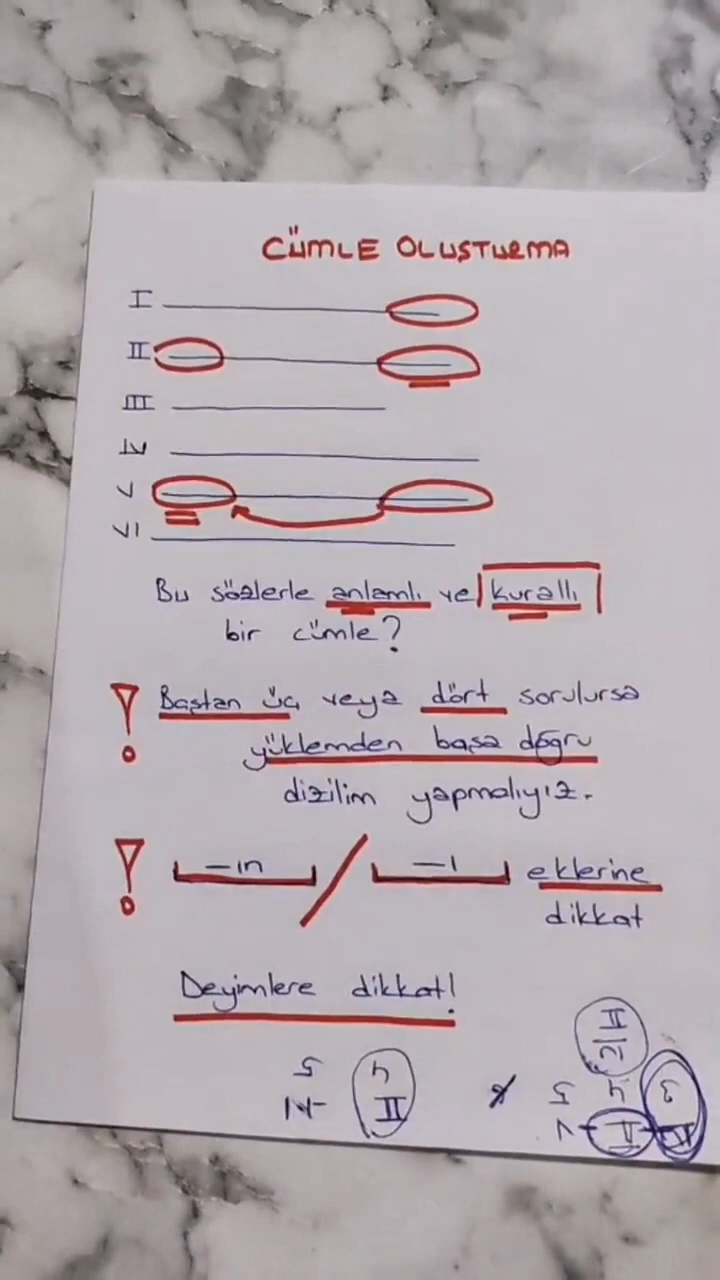 CÜMLE OLUŞTURMA
I
II
III
IV
V
VI
Bu sözlerle anlamlı ve kurallı
bir cümle?
! Baştan üç veya dört sorulursa
yüklemden başa doğru
dizilim yapmalıyız.
! -ın / -ı eklerine
dikkat
Deyimlere dikkat!